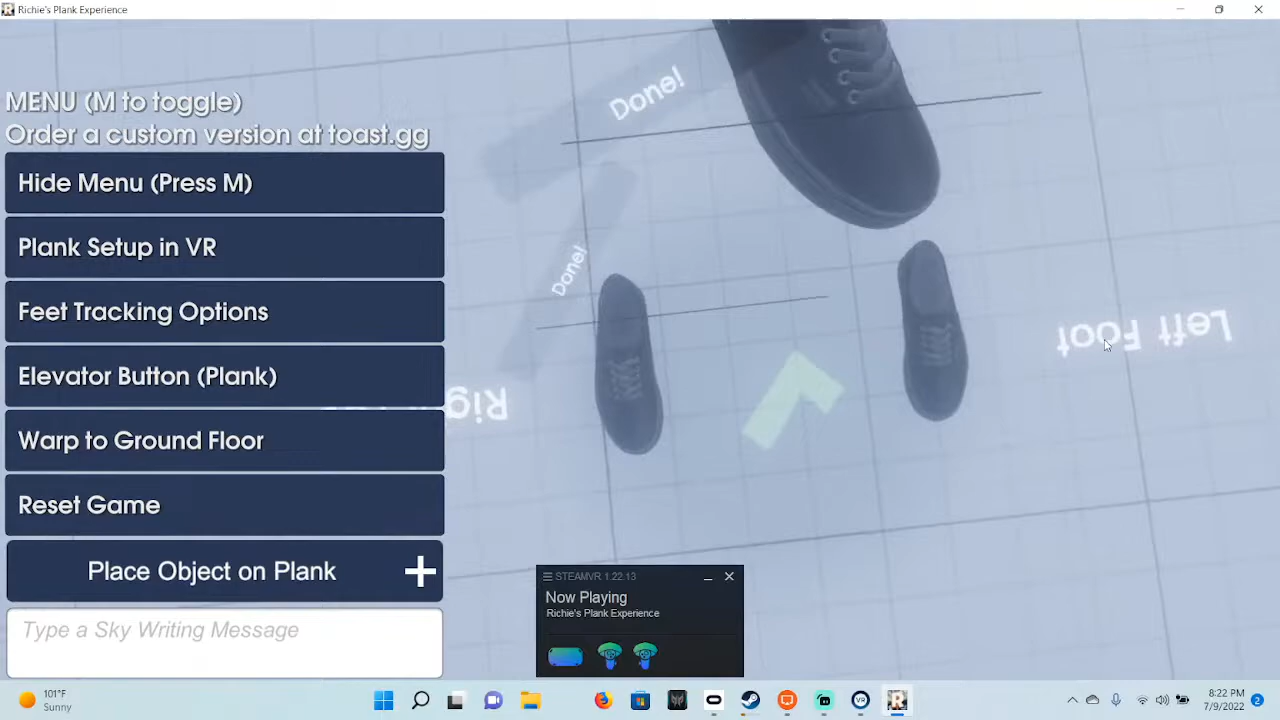 Richie's Plank Experience
MENU (M to toggle)
Order a custom version at toast.gg
Hide Menu (Press M)
Plank Setup in VR
Feet Tracking Options
Elevator Button (Plank)
Warp to Ground Floor
Reset Game
Place Object on Plank
Type a Sky Writing Message
Done!
Done!
Left Foot
Rig
STEAMVR 1.22.13
Now Playing
Richie's Plank Experience
101°F
Sunny
8:22 PM
7/9/2022
2